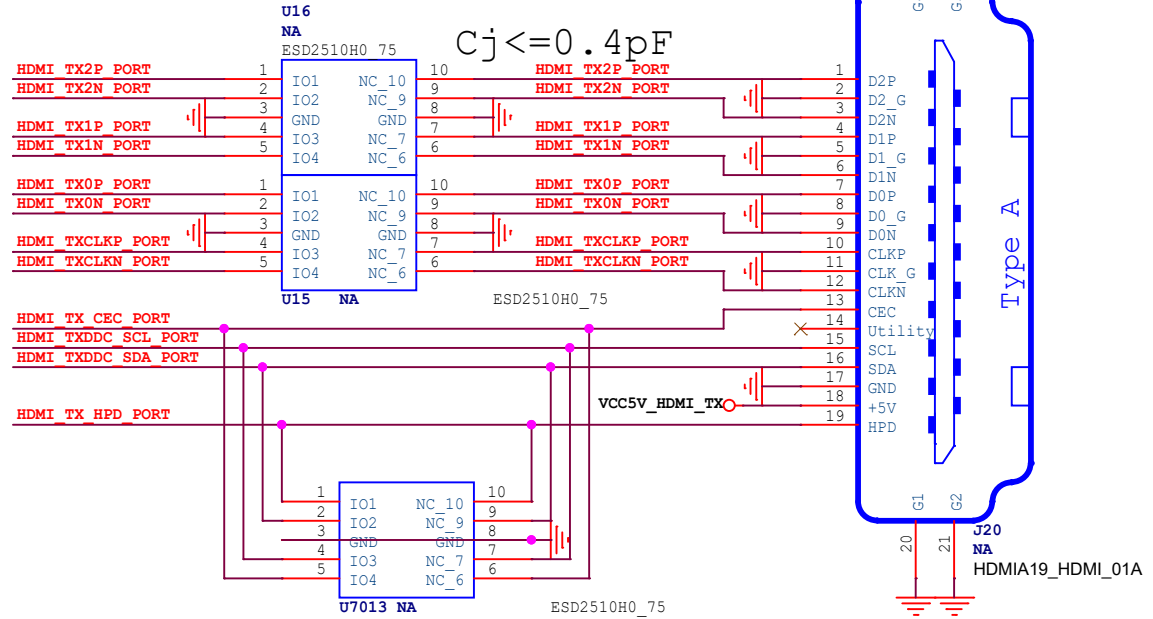 U16
NA
ESD2510H0_75
Cj<=0.4pF
HDMI_TX2P_PORT 1 IO1 NC_10 10 HDMI_TX2P_PORT 1 D2P
HDMI_TX2N_PORT 2 IO2 NC_9 9 HDMI_TX2N_PORT 2 D2_G
3 GND GND 8 3 D2N
HDMI_TX1P_PORT 4 IO3 NC_7 7 HDMI_TX1P_PORT 4 D1P
HDMI_TX1N_PORT 5 IO4 NC_6 6 HDMI_TX1N_PORT 5 D1_G
6 D1N
HDMI_TX0P_PORT 1 IO1 NC_10 10 HDMI_TX0P_PORT 7 D0P
HDMI_TX0N_PORT 2 IO2 NC_9 9 HDMI_TX0N_PORT 8 D0_G
3 GND GND 8 9 D0N
HDMI_TXCLKP_PORT 4 IO3 NC_7 7 HDMI_TXCLKP_PORT 10 CLKP
HDMI_TXCLKN_PORT 5 IO4 NC_6 6 HDMI_TXCLKN_PORT 11 CLK_G
12 CLKN
U15 NA ESD2510H0_75
Type A
HDMI_TX_CEC_PORT 13 CEC
14 Utility
HDMI_TXDDC_SCL_PORT 15 SCL
HDMI_TXDDC_SDA_PORT 16 SDA
17 GND
VCC5V_HDMI_TX 18 +5V
HDMI_TX_HPD_PORT 19 HPD
1 IO1 NC_10 10
2 IO2 NC_9 9
3 GND GND 8
4 IO3 NC_7 7
5 IO4 NC_6 6
U7013 NA ESD2510H0_75
G1 G2
20 21
J20
NA
HDMIA19_HDMI_01A